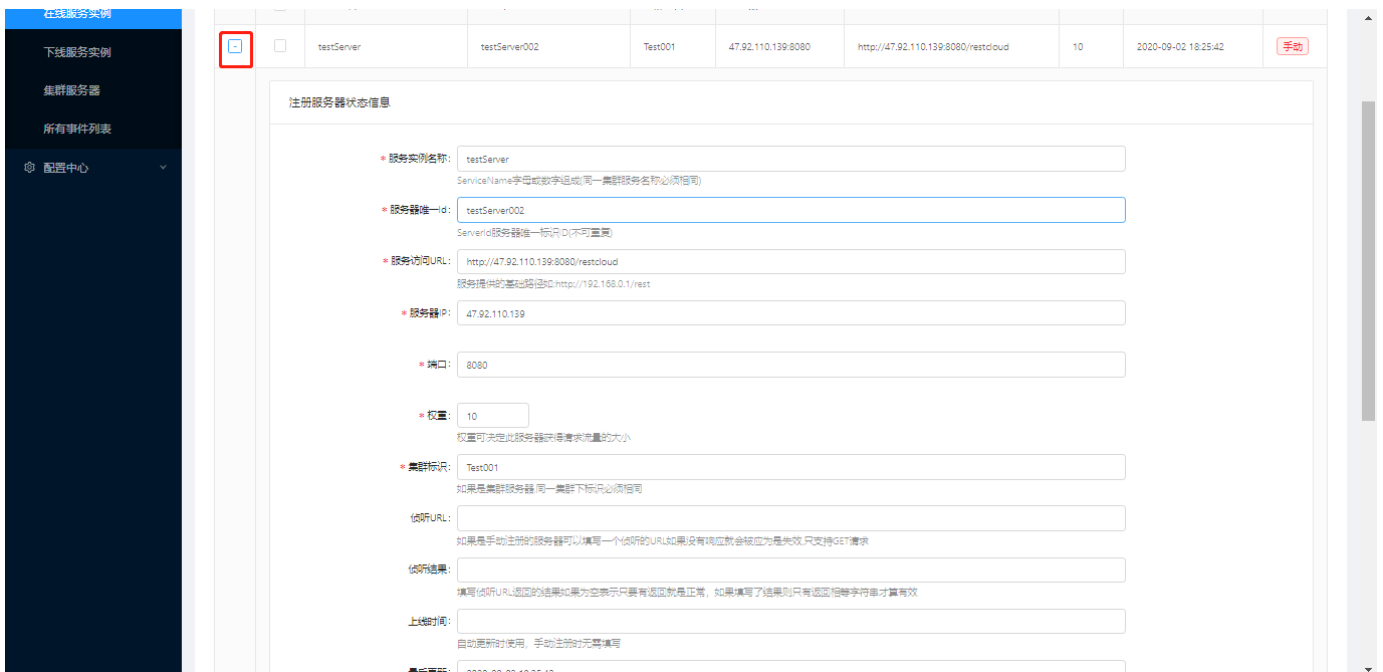 在线服务实例
下线服务实例
集群服务器
所有事件列表
配置中心
-
testServer
testServer002
Test001
47.92.110.139:8080
http://47.92.110.139:8080/restcloud
10
2020-09-02 18:25:42
手动
注册服务器状态信息
* 服务实例名称:
testServer
ServiceName字母或数字组成(同一集群服务名称必须相同)
* 服务器唯一Id:
testServer002
ServerId服务器唯一标识ID(不可重复)
* 服务访问URL:
http://47.92.110.139:8080/restcloud
服务提供的基础路径如:http://192.168.0.1/rest
* 服务器IP:
47.92.110.139
* 端口:
8080
* 权重:
10
权重可决定此服务器获得请求流量的大小
* 集群标识:
Test001
如果是集群服务器,同一集群下标识必须相同
侦听URL:
如果是手动注册的服务器可以填写一个侦听的URL如果没有响应就会被应为是失效,只支持GET请求
侦听结果:
填写侦听URL返回的结果如果为空表示只要有返回就是正常，如果填写了结果则只有返回相等字符串才算有效
上线时间:
自动更新时使用，手动注册时无需填写
最后更新: